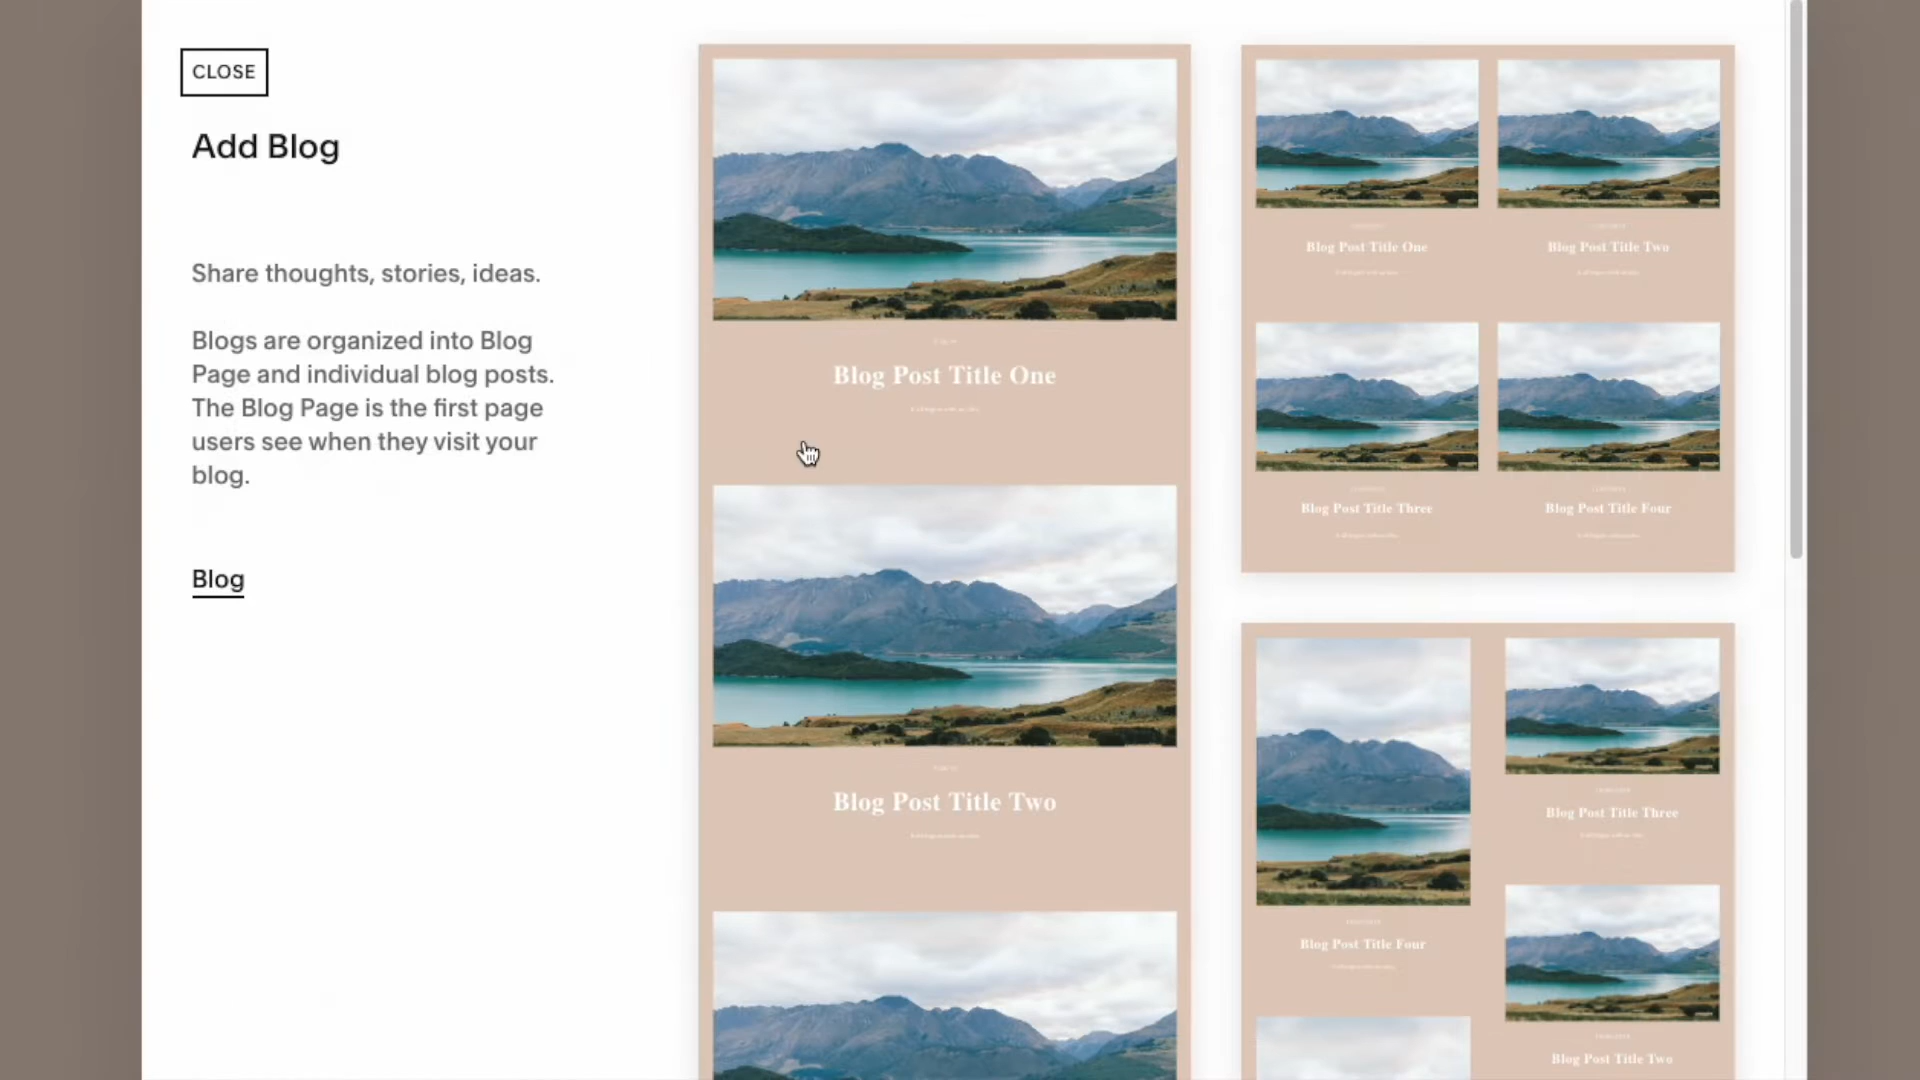 CLOSE
Add Blog
Share thoughts, stories, ideas.
Blogs are organized into Blog
Page and individual blog posts.
The Blog Page is the first page
users see when they visit your
blog.
Blog
Blog Post Title One
Blog Post Title Two
Blog Post Title One
Blog Post Title Two
Blog Post Title Three
Blog Post Title Four
Blog Post Title Four
Blog Post Title Three
Blog Post Title Two